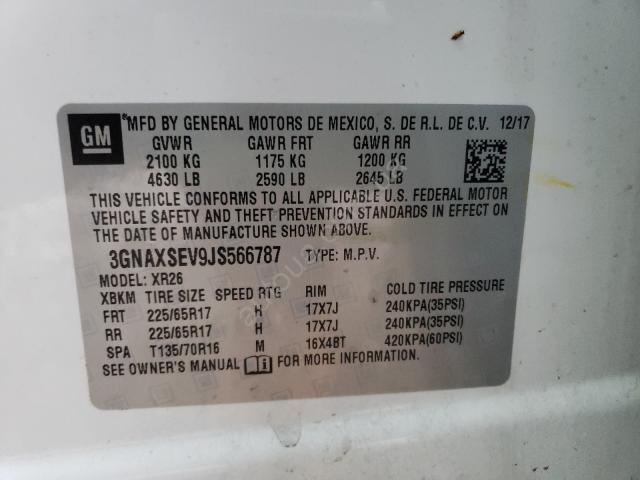 GM
®MFD BY GENERAL MOTORS DE MEXICO, S. DE R.L. DE C.V. 12/17
GVWR GAWR FRT GAWR RR
2100 KG 1175 KG 1200 KG
4630 LB 2590 LB 2645 LB
THIS VEHICLE CONFORMS TO ALL APPLICABLE U.S. FEDERAL MOTOR
VEHICLE SAFETY AND THEFT PREVENTION STANDARDS IN EFFECT ON
THE DATE OF MANUFACTURE SHOWN ABOVE.
3GNAXSEV9JS566787 TYPE: M.P.V.
MODEL: XR26
XBKM TIRE SIZE SPEED RTG RIM COLD TIRE PRESSURE
FRT 225/65R17 H 17X7J 240KPA(35PSI)
RR 225/65R17 H 17X7J 240KPA(35PSI)
SPA T135/70R16 M 16X4BT 420KPA(60PSI)
SEE OWNER'S MANUAL FOR MORE INFORMATION